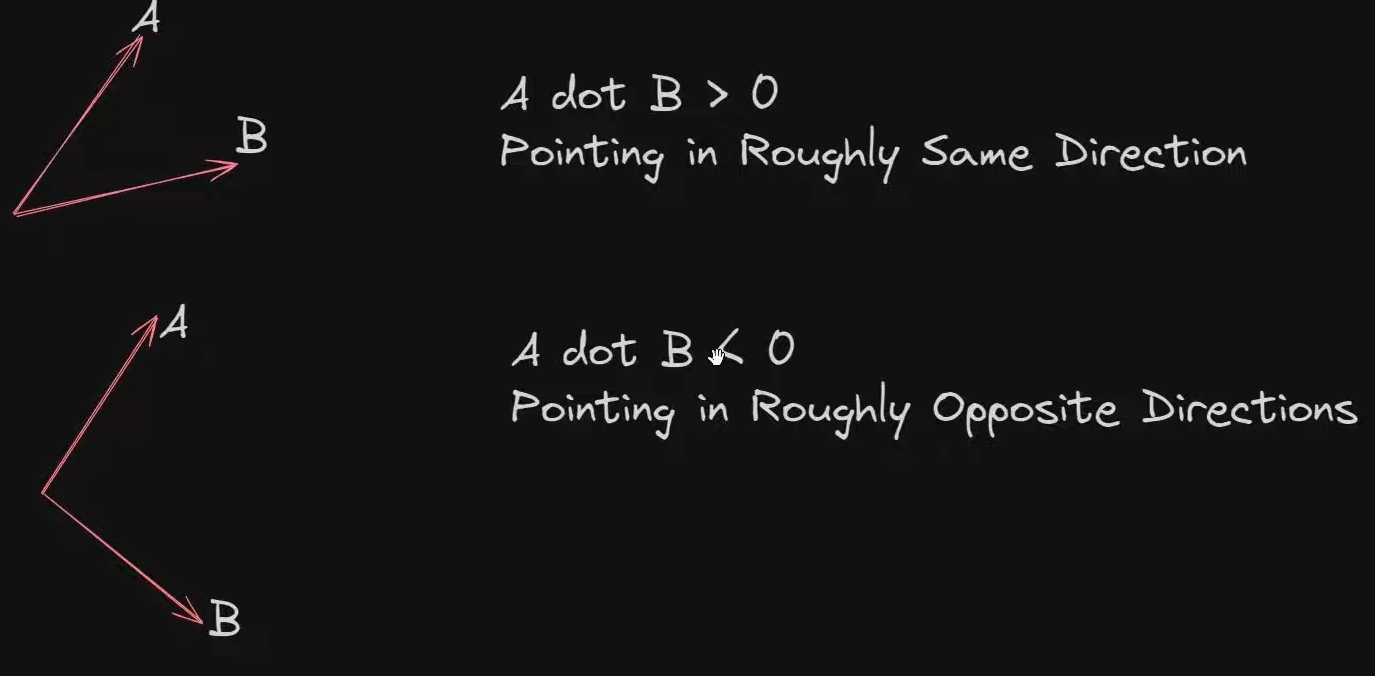 A
B
A dot B > 0
Pointing in Roughly Same Direction
A
B
A dot B < 0
Pointing in Roughly Opposite Directions